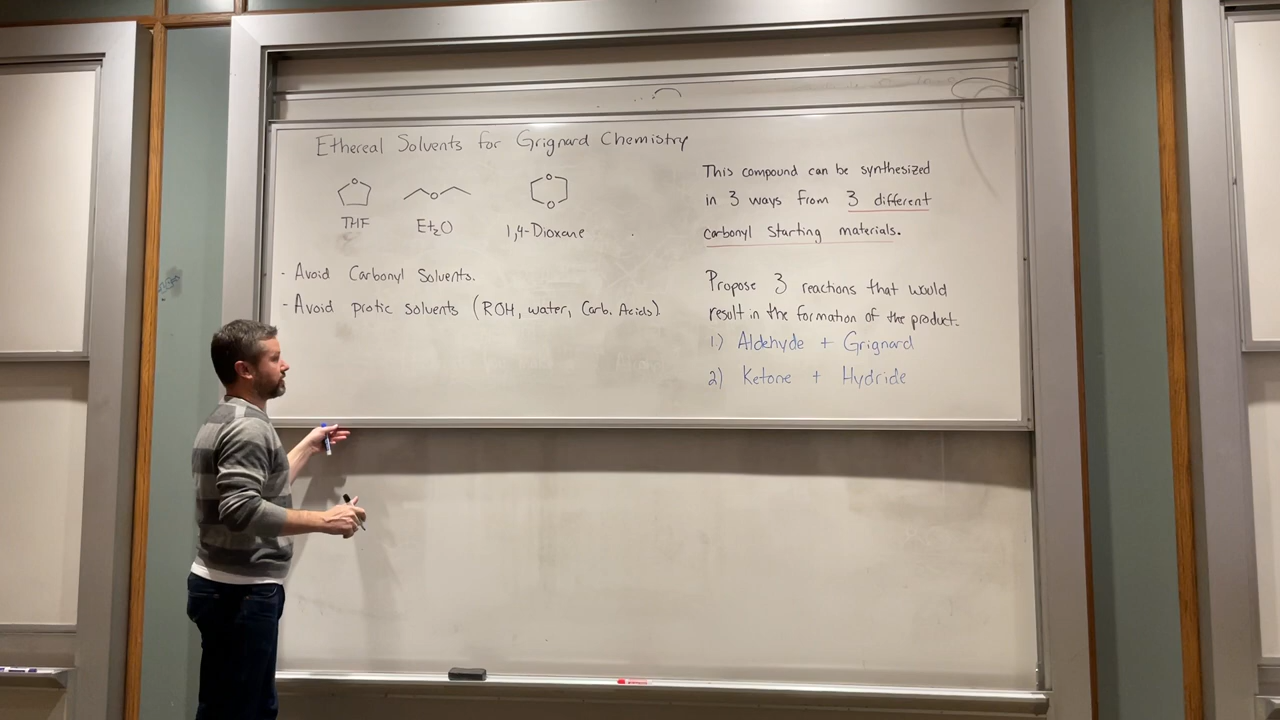 Ethereal Solvents for Grignard Chemistry
O
O
O
O
THF
Et2O
1,4-Dioxane
- Avoid Carbonyl Solvents.
- Avoid protic solvents (ROH, water, Carb. Acids).
This compound can be synthesized
in 3 ways from 3 different
carbonyl starting materials.
Propose 3 reactions that would
result in the formation of the product.
1.) Aldehyde + Grignard
2) Ketone + Hydride